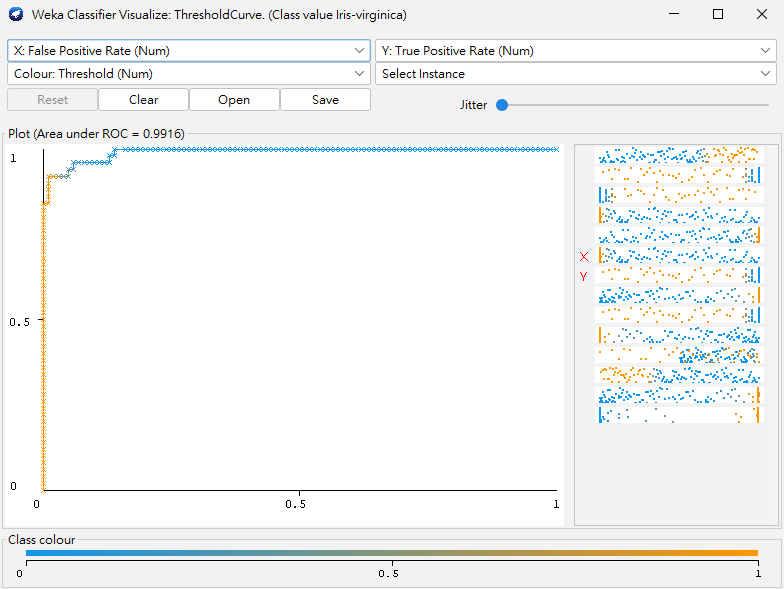 Weka Classifier Visualize: ThresholdCurve. (Class value Iris-virginica)
X: False Positive Rate (Num)
Y: True Positive Rate (Num)
Colour: Threshold (Num)
Select Instance
Reset
Clear
Open
Save
Jitter
Plot (Area under ROC = 0.9916)
1
0.5
0
0
0.5
1
X
Y
Class colour
0
0.5
1